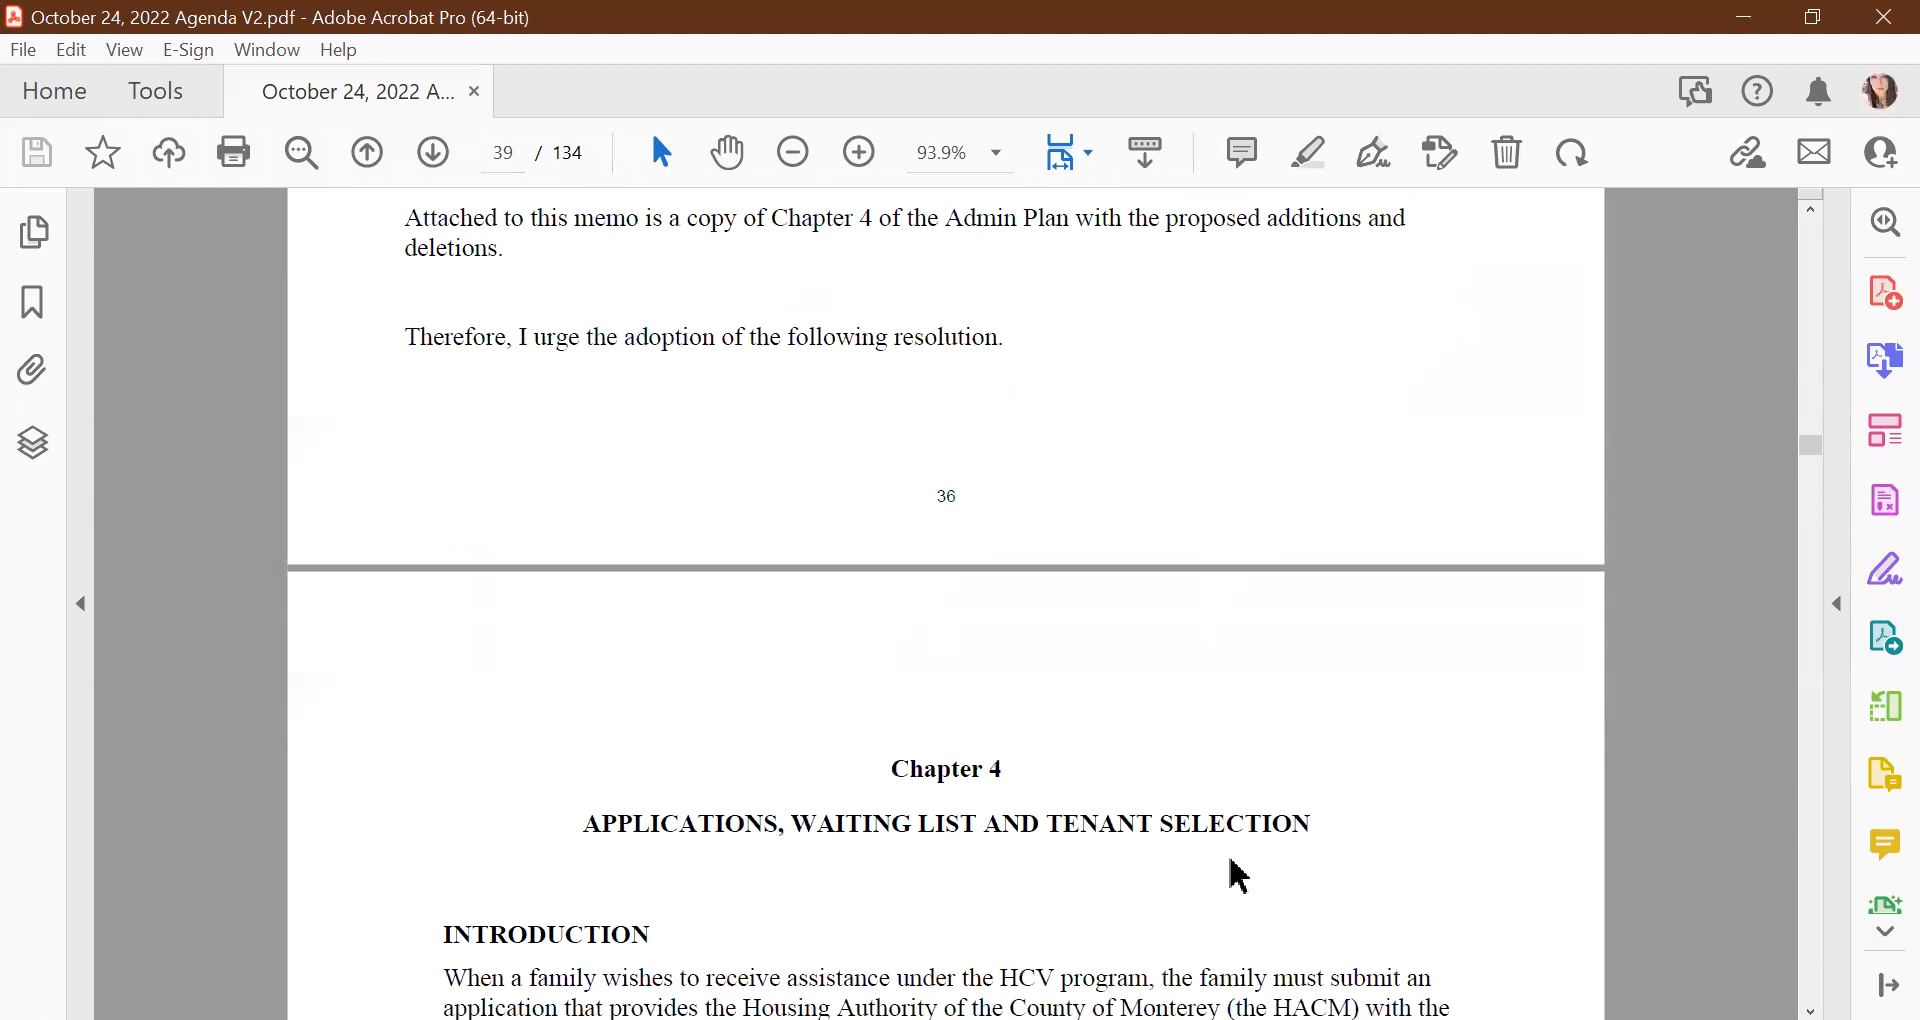 October 24, 2022 Agenda V2.pdf - Adobe Acrobat Pro (64-bit)
File Edit View E-Sign Window Help
Home Tools October 24, 2022 A... ×
39 / 134 93.9%
Attached to this memo is a copy of Chapter 4 of the Admin Plan with the proposed additions and
deletions.
Therefore, I urge the adoption of the following resolution.
36
Chapter 4
APPLICATIONS, WAITING LIST AND TENANT SELECTION
INTRODUCTION
When a family wishes to receive assistance under the HCV program, the family must submit an
application that provides the Housing Authority of the County of Monterey (the HACM) with the